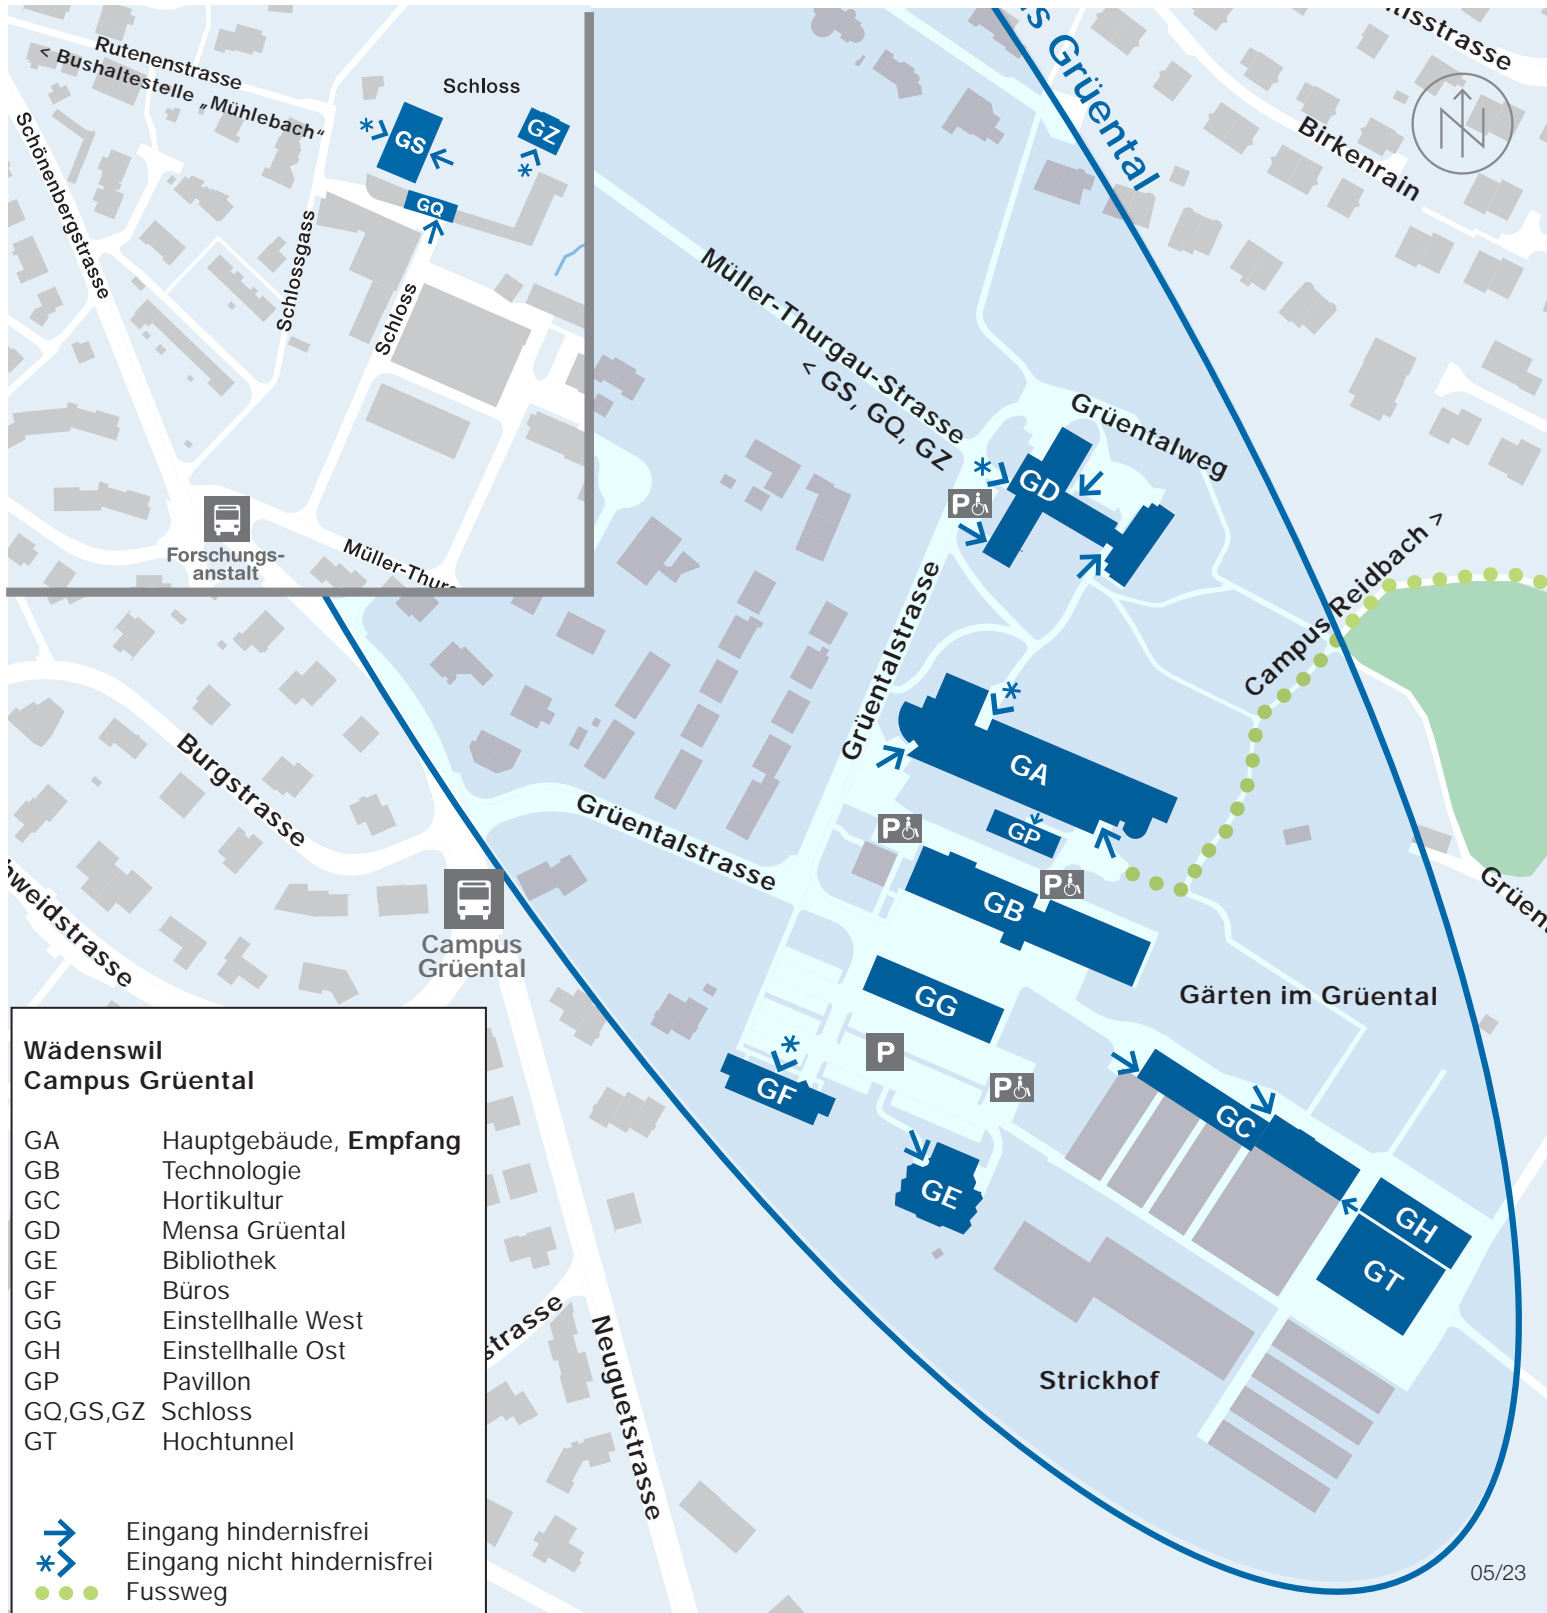 Rutenenstrasse
< Bushaltestelle „Mühlebach“
Schloss
GS
GZ
GQ
Schönenbergstrasse
Schlossgass
Schloss
Forschungs-
anstalt
Grüental
Birkenrain
N
Müller-Thurgau-Strasse
< GS, GQ, GZ
Grüentalweg
GD
P
Grüentalstrasse
Campus Reidbach >
GA
GP
P
P
GB
Grüentalstrasse
Burgstrasse
Campus
Grüental
GG
Gärten im Grüental
P
P
GF
GC
GE
GH
GT
Strickhof
Neuguetstrasse
Wädenswil
Campus Grüental
GA Hauptgebäude, Empfang
GB Technologie
GC Hortikultur
GD Mensa Grüental
GE Bibliothek
GF Büros
GG Einstellhalle West
GH Einstellhalle Ost
GP Pavillon
GQ,GS,GZ Schloss
GT Hochtunnel
Eingang hindernisfrei
Eingang nicht hindernisfrei
Fussweg
05/23